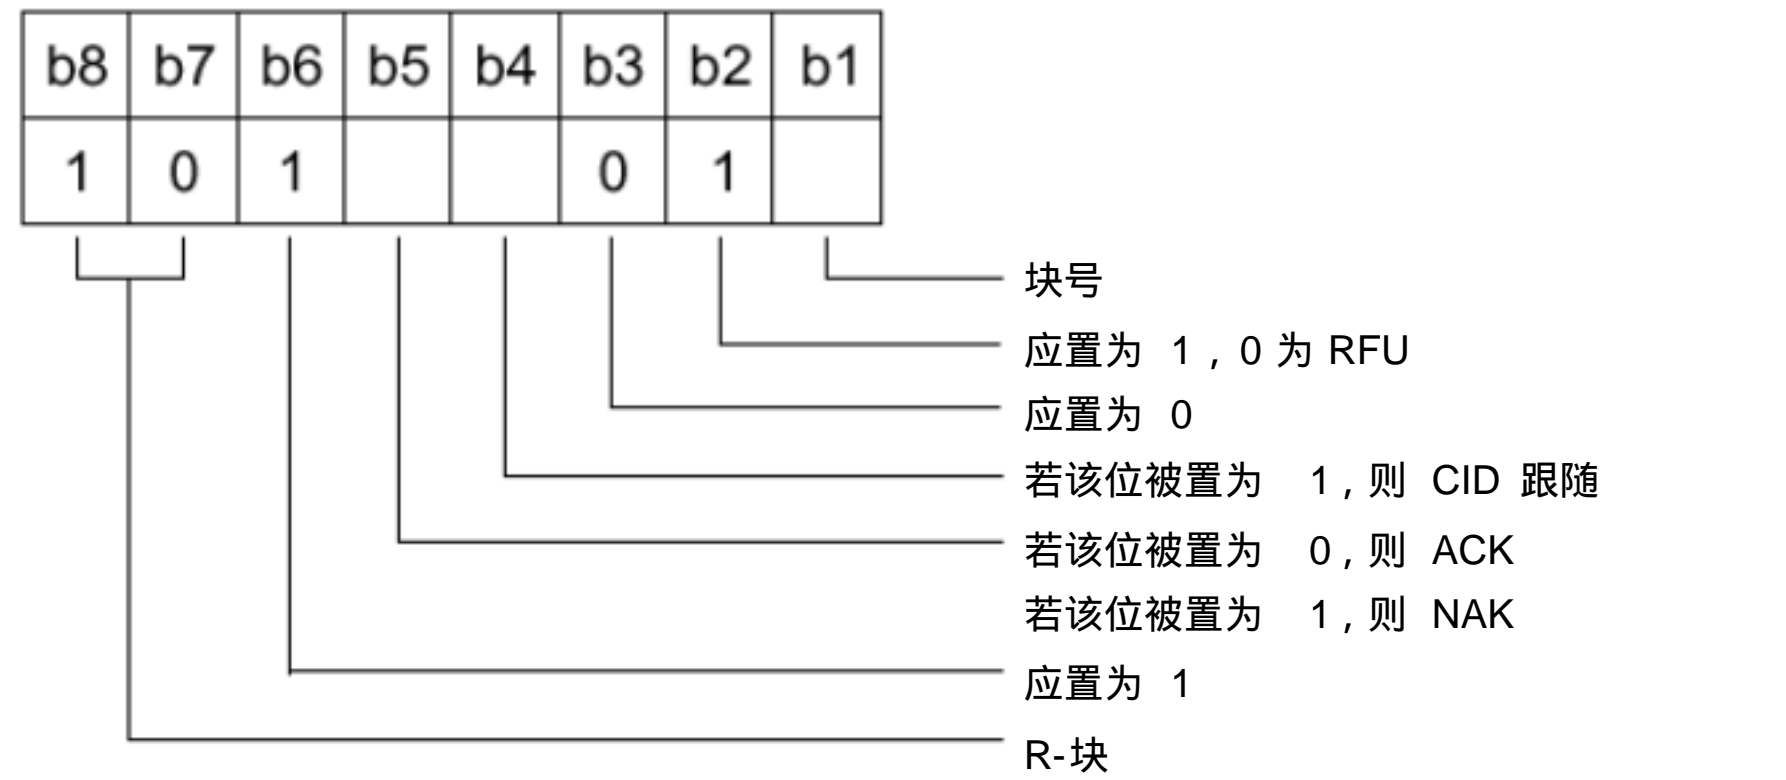 b8 b7 b6 b5 b4 b3 b2 b1
1 0 1 0 1
块号
应置为 1，0 为 RFU
应置为 0
若该位被置为 1，则 CID 跟随
若该位被置为 0，则 ACK
若该位被置为 1，则 NAK
应置为 1
R-块